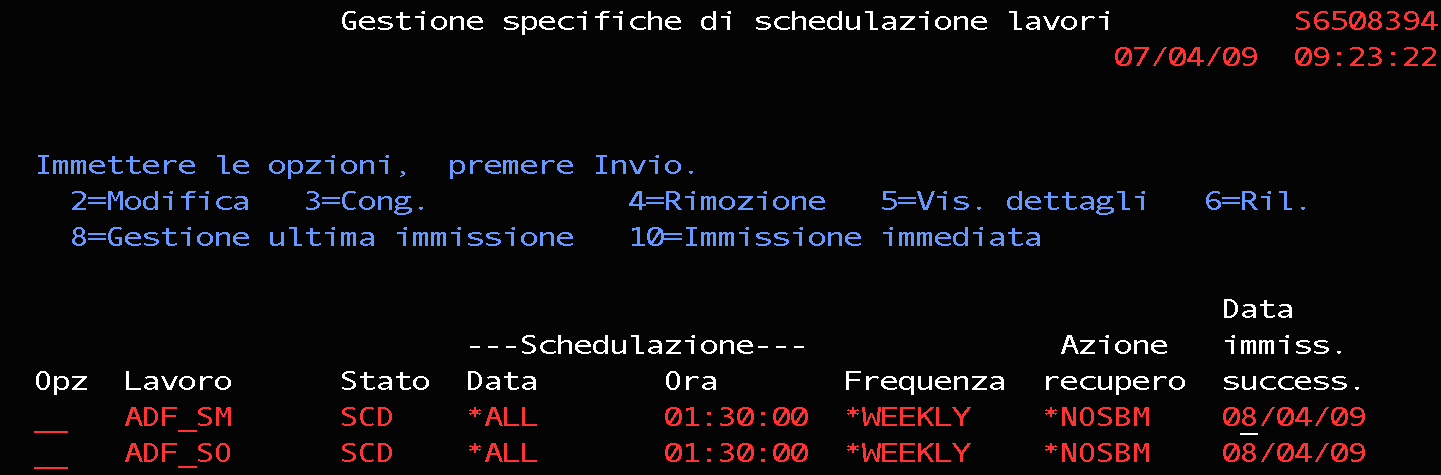 Gestione specifiche di schedulazione lavori S6508394
07/04/09 09:23:22
Immettere le opzioni, premere Invio.
2=Modifica 3=Cong. 4=Rimozione 5=Vis. dettagli 6=Ril.
8=Gestione ultima immissione 10=Immissione immediata
Data
---Schedulazione--- Azione immiss.
Opz Lavoro Stato Data Ora Frequenza recupero success.
__ ADF_SM SCD *ALL 01:30:00 *WEEKLY *NOSBM 08/04/09
__ ADF_SO SCD *ALL 01:30:00 *WEEKLY *NOSBM 08/04/09